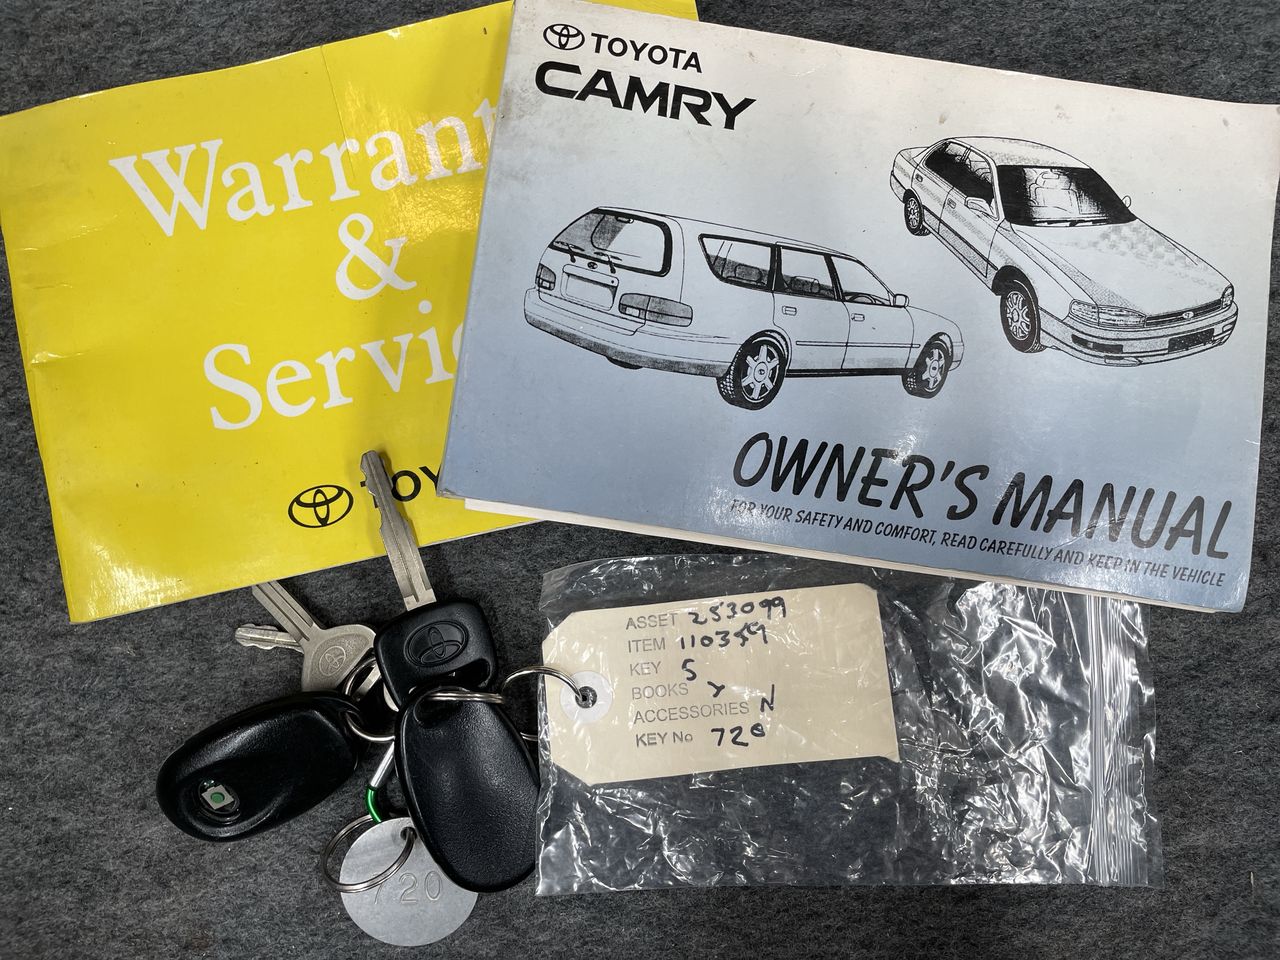 Warrant
&
Servic
TOY
TOYOTA
CAMRY
OWNER'S MANUAL
FOR YOUR SAFETY AND COMFORT, READ CAREFULLY AND KEEP IN THE VEHICLE
ASSET 253099
ITEM 110359
KEY 5
BOOKS Y
ACCESSORIES N
KEY No 720
720